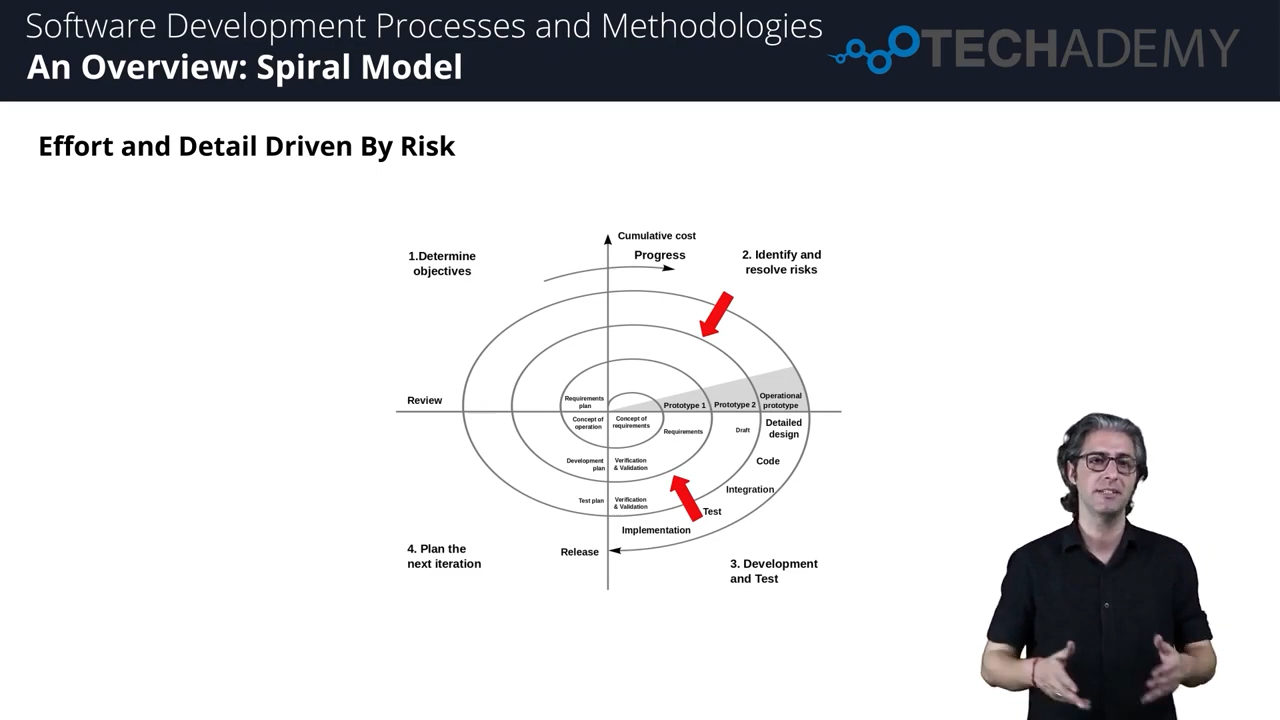 Software Development Processes and Methodologies
An Overview: Spiral Model
TECHADEMY
Effort and Detail Driven By Risk
Cumulative cost
Progress
1.Determine
objectives
2. Identify and
resolve risks
Review
Requirements
plan
Prototype 1
Prototype 2
Operational
prototype
Concept of
operation
Concept of
requirements
Requirements
Draft
Detailed
design
Development
plan
Verification
& Validation
Code
Test plan
Verification
& Validation
Integration
Test
Implementation
Release
4. Plan the
next iteration
3. Development
and Test